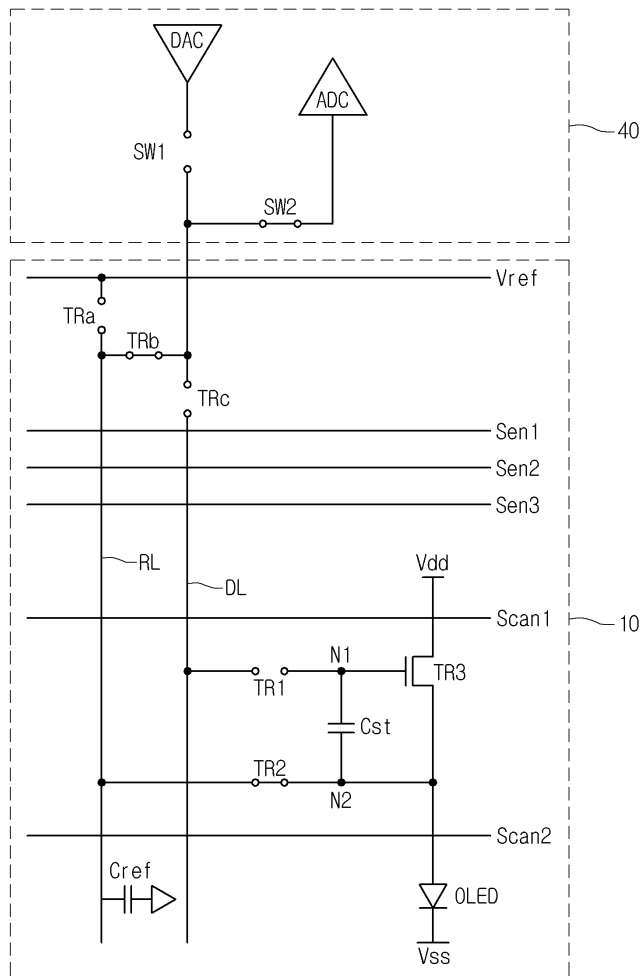 DAC
ADC
SW1
40
SW2
Vref
TRa
TRb
TRc
Sen1
Sen2
Sen3
RL
DL
Vdd
Scan1
10
N1
TR1
TR3
Cst
TR2
N2
Scan2
Cref
OLED
Vss